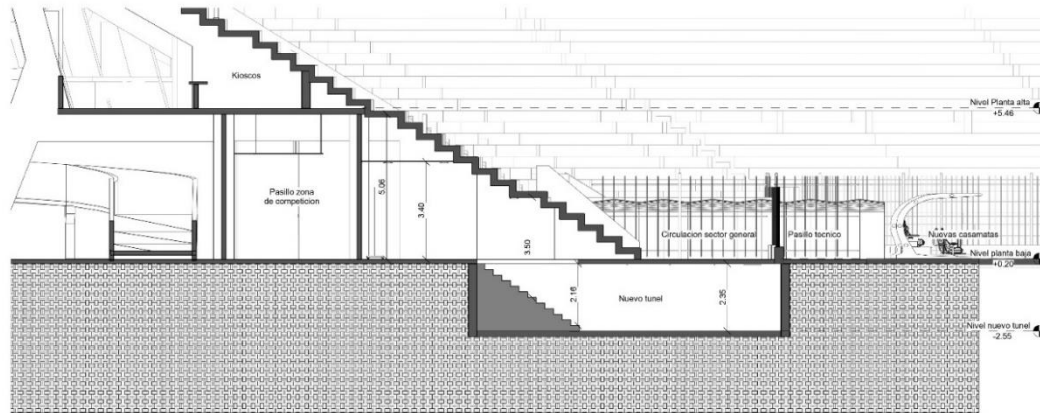 Kioscos
Nivel Planta alta
+5.46
Pasillo zona
de competicion
5.06
3.40
3.50
Circulacion sector general
Pasillo tecnico
Nuevas casamatas
Nivel planta baja
+0.20
2.16
Nuevo tunel
2.35
Nivel nuevo tunel
-2.55